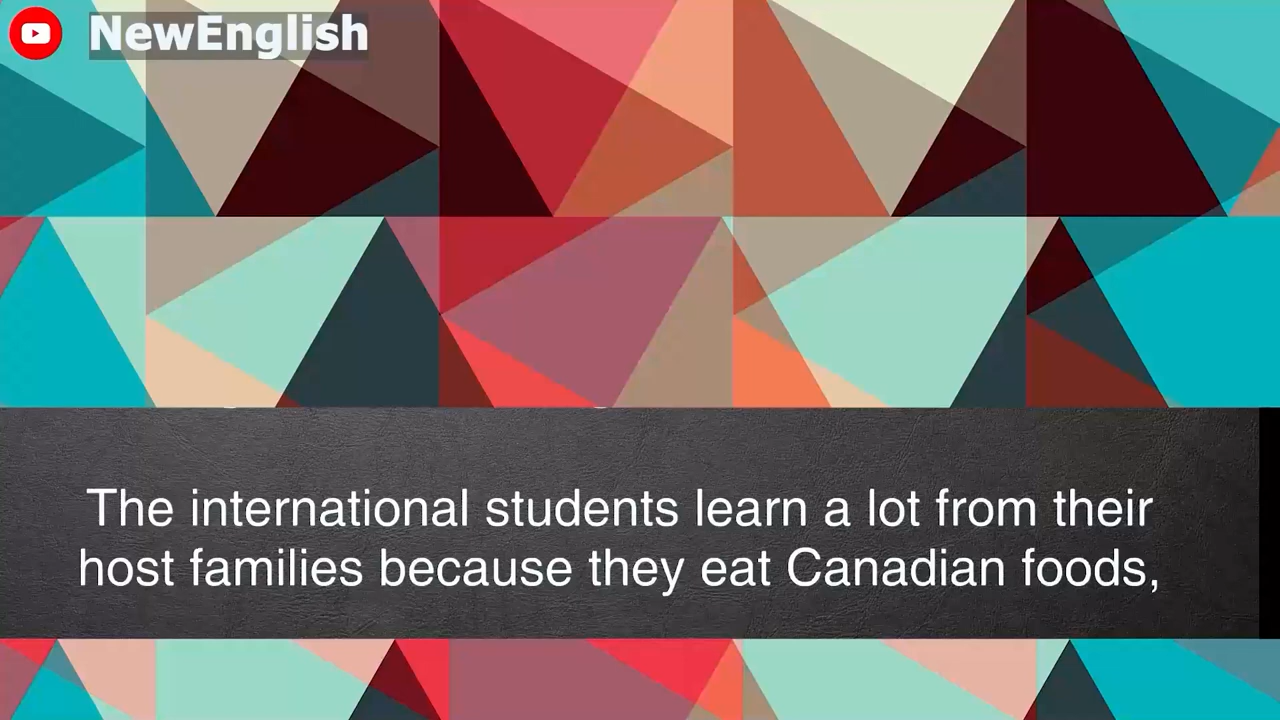 NewEnglish
The international students learn a lot from their
host families because they eat Canadian foods,